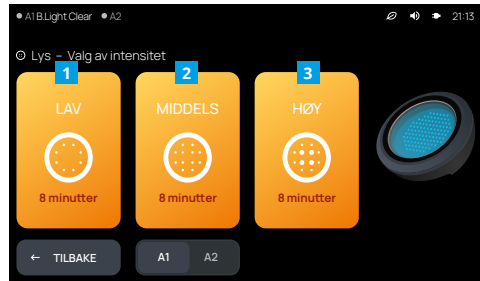 A1 B.Light Clear A2 21:13
Lys – Valg av intensitet
1 2 3
LAV MIDDELS HØY
8 minutter 8 minutter 8 minutter
← TILBAKE A1 A2